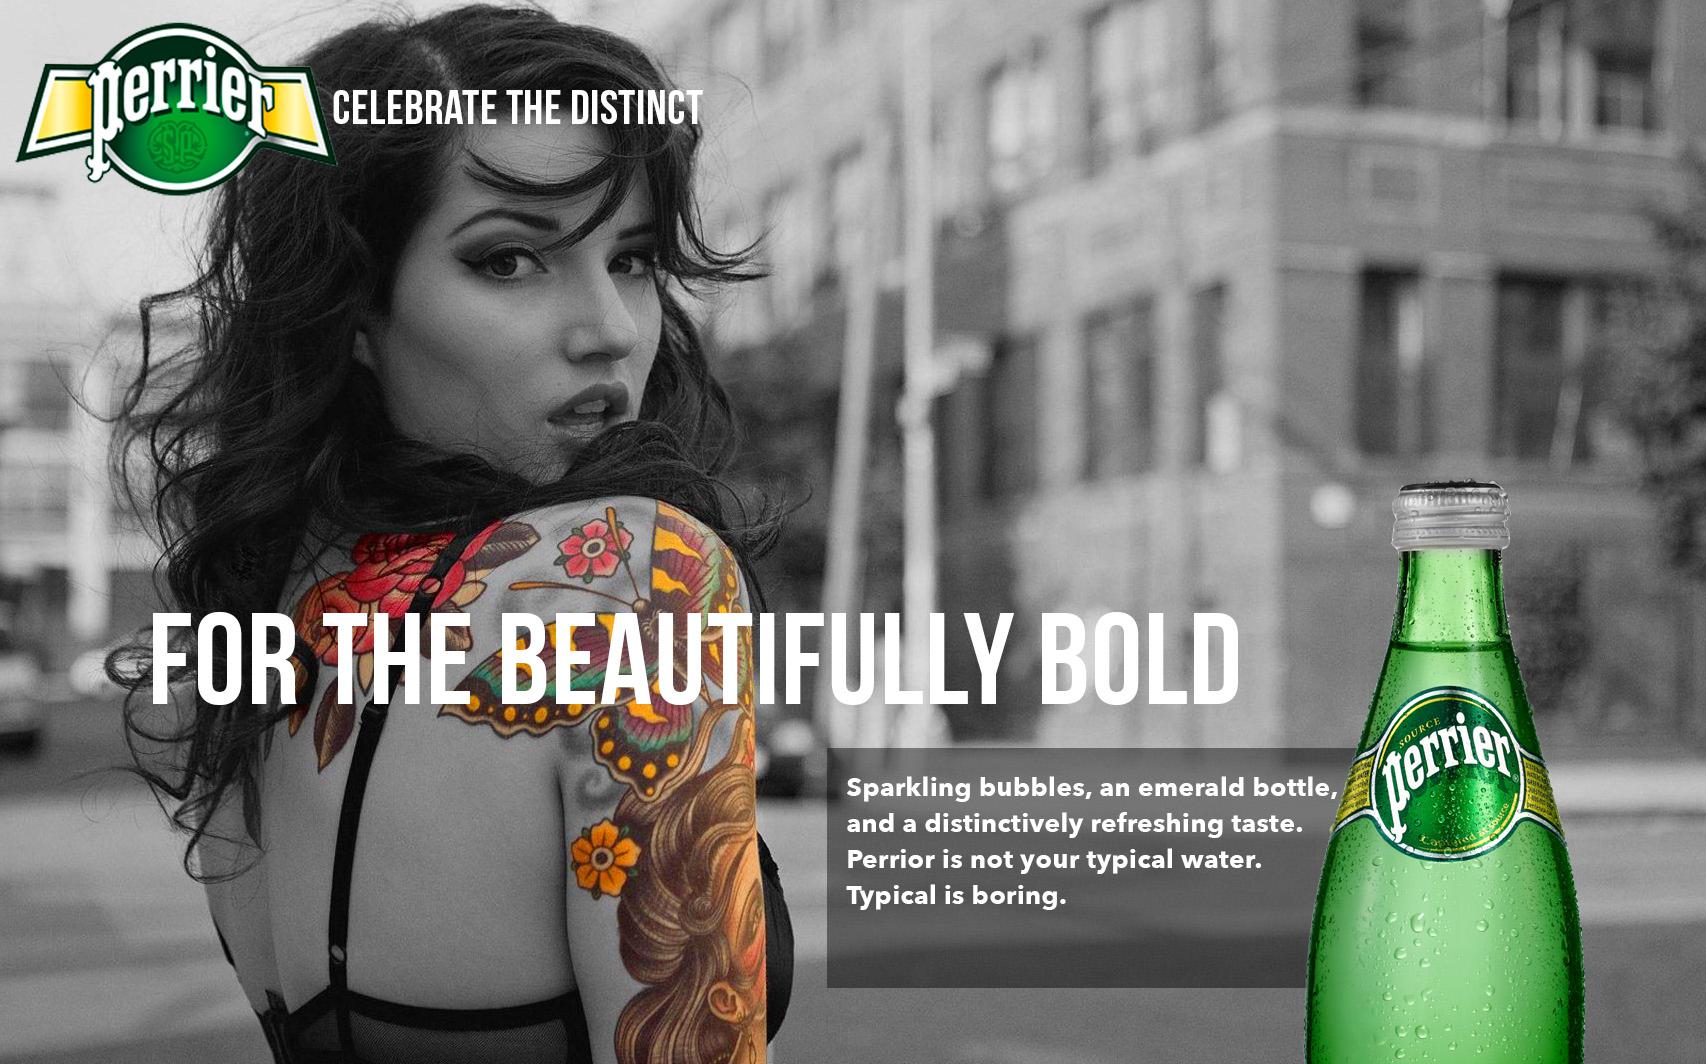 perrier
CELEBRATE THE DISTINCT
FOR THE BEAUTIFULLY BOLD
Sparkling bubbles, an emerald bottle,
and a distinctively refreshing taste.
Perrior is not your typical water.
Typical is boring.
SOURCE
perrier